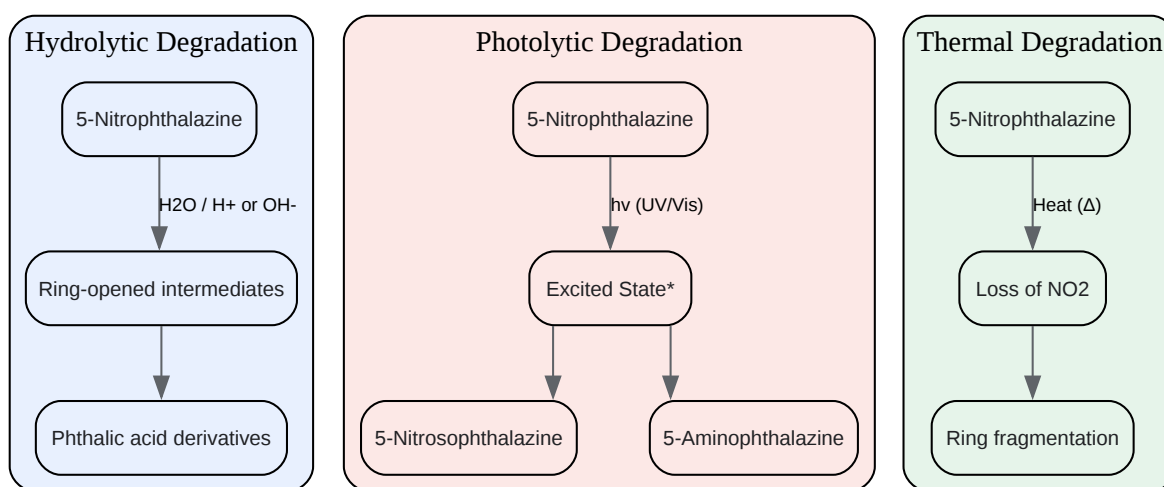 Hydrolytic Degradation
5-Nitrophthalazine
H2O / H+ or OH-
Ring-opened intermediates
Phthalic acid derivatives
Photolytic Degradation
5-Nitrophthalazine
hv (UV/Vis)
Excited State*
5-Nitrosophthalazine
5-Aminophthalazine
Thermal Degradation
5-Nitrophthalazine
Heat (Δ)
Loss of NO2
Ring fragmentation